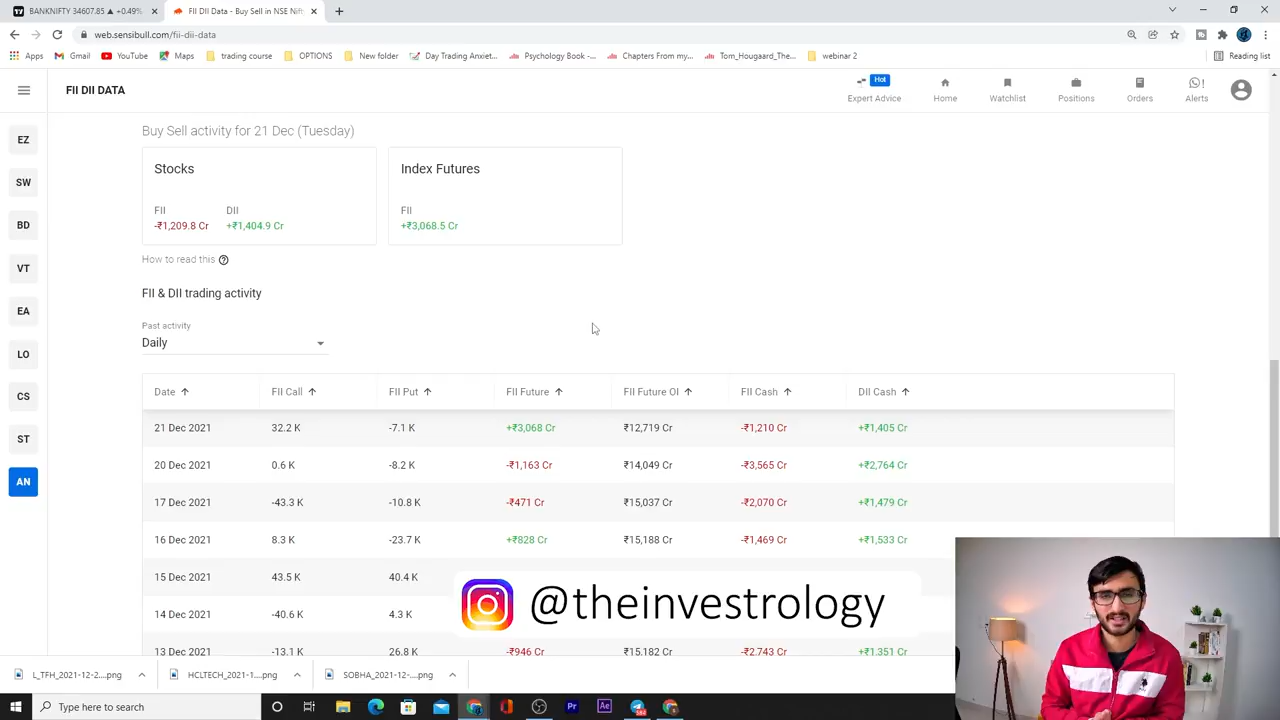 BANKNIFTY 34607.85 ▲ +0.49%
FII DII Data - Buy Sell in NSE Nift
web.sensibull.com/fii-dii-data
Apps Gmail YouTube Maps trading course OPTIONS New folder Day Trading Anxiet... Psychology Book -... Chapters From my... Tom_Hougaard_The... webinar 2 Reading list
FII DII DATA
Hot
Expert Advice Home Watchlist Positions Orders Alerts
EZ
SW
BD
VT
EA
LO
CS
ST
AN
Buy Sell activity for 21 Dec (Tuesday)
Stocks Index Futures
FII DII FII
-₹1,209.8 Cr +₹1,404.9 Cr +₹3,068.5 Cr
How to read this
FII & DII trading activity
Past activity
Daily
Date FII Call FII Put FII Future FII Future OI FII Cash DII Cash
21 Dec 2021 32.2 K -7.1 K +₹3,068 Cr ₹12,719 Cr -₹1,210 Cr +₹1,405 Cr
20 Dec 2021 0.6 K -8.2 K -₹1,163 Cr ₹14,049 Cr -₹3,565 Cr +₹2,764 Cr
17 Dec 2021 -43.3 K -10.8 K -₹471 Cr ₹15,037 Cr -₹2,070 Cr +₹1,479 Cr
16 Dec 2021 8.3 K -23.7 K +₹828 Cr ₹15,188 Cr -₹1,469 Cr +₹1,533 Cr
15 Dec 2021 43.5 K 40.4 K
14 Dec 2021 -40.6 K 4.3 K
13 Dec 2021 -13.1 K 26.8 K -₹946 Cr ₹15,182 Cr -₹2,743 Cr +₹1,351 Cr
@theinvestrology
L_TFH_2021-12-2....png HCLTECH_2021-1....png SOBHA_2021-12-....png
Type here to search